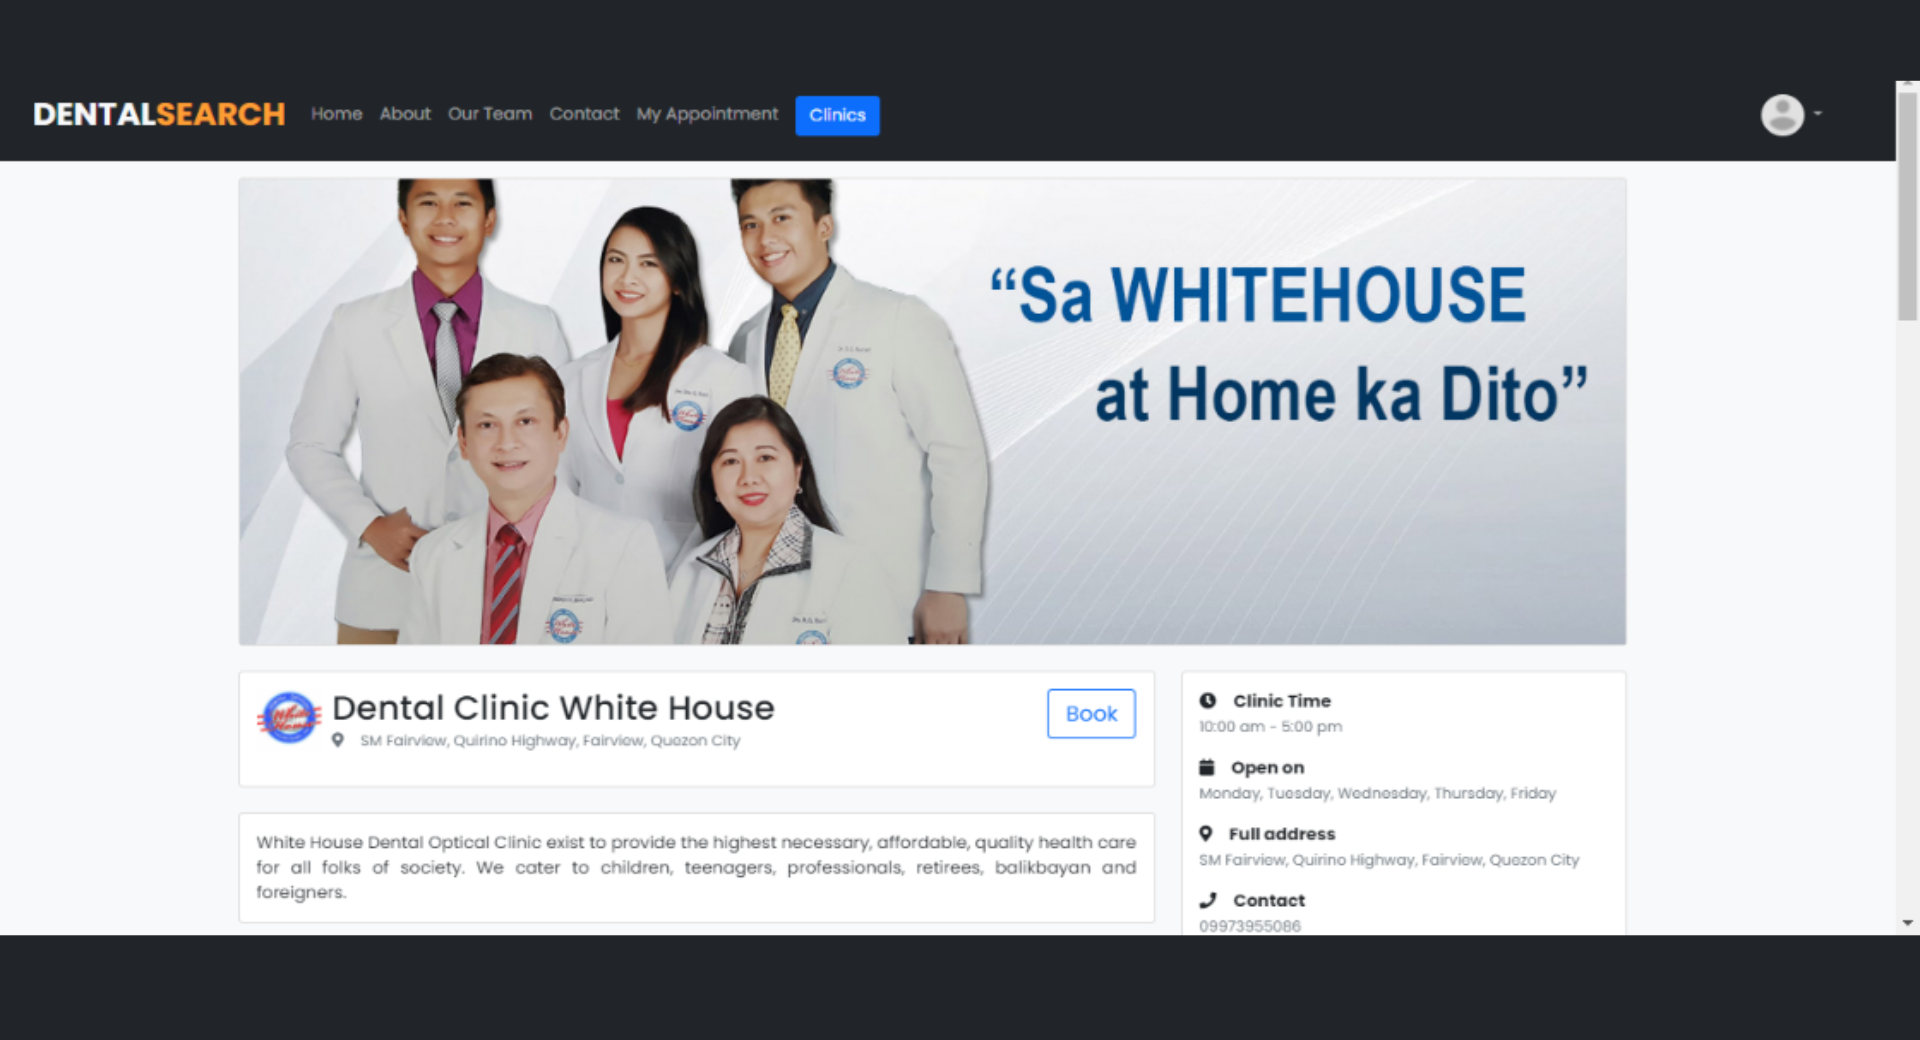 DENTALSEARCH Home About Our Team Contact My Appointment Clinics
“Sa WHITEHOUSE
at Home ka Dito”
White
House
Dental Clinic White House
SM Fairview, Quirino Highway, Fairview, Quezon City
Book
White House Dental Optical Clinic exist to provide the highest necessary, affordable, quality health care
for all folks of society. We cater to children, teenagers, professionals, retirees, balikbayan and
foreigners.
Clinic Time
10:00 am - 5:00 pm
Open on
Monday, Tuesday, Wednesday, Thursday, Friday
Full address
SM Fairview, Quirino Highway, Fairview, Quezon City
Contact
09973955086